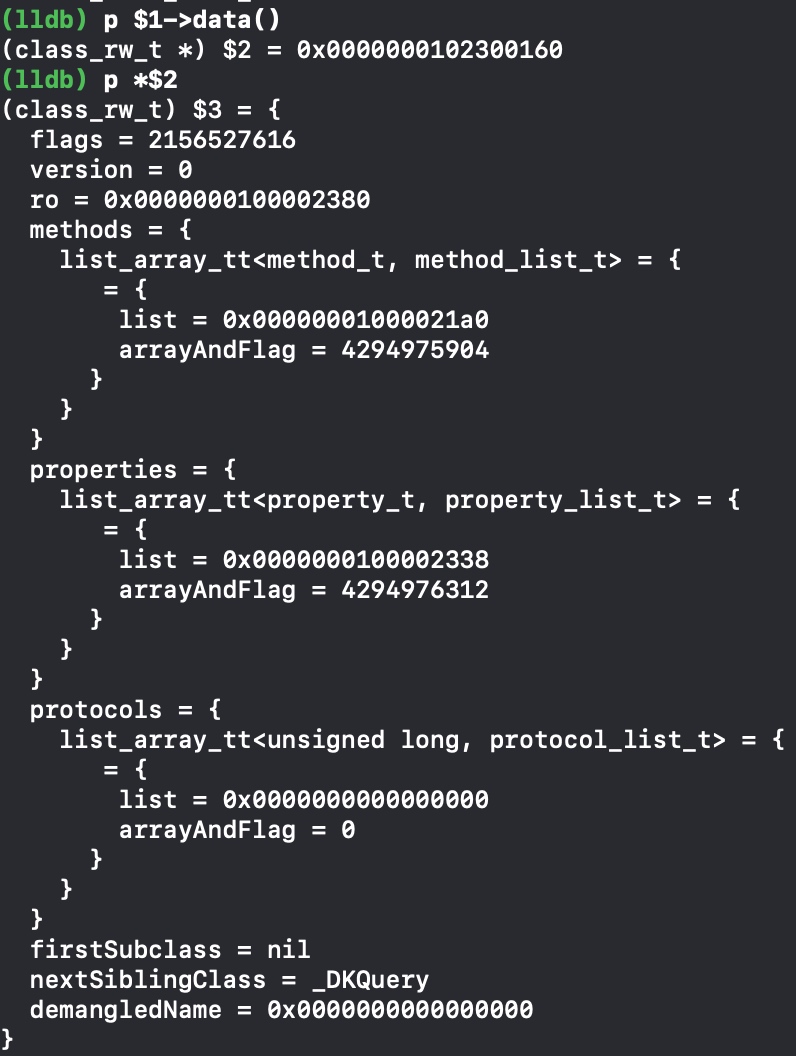 (lldb) p $1->data()
(class_rw_t *) $2 = 0x0000000102300160
(lldb) p *$2
(class_rw_t) $3 = {
  flags = 2156527616
  version = 0
  ro = 0x0000000100002380
  methods = {
    list_array_tt<method_t, method_list_t> = {
       = {
        list = 0x00000001000021a0
        arrayAndFlag = 4294975904
      }
    }
  }
  properties = {
    list_array_tt<property_t, property_list_t> = {
       = {
        list = 0x0000000100002338
        arrayAndFlag = 4294976312
      }
    }
  }
  protocols = {
    list_array_tt<unsigned long, protocol_list_t> = {
       = {
        list = 0x0000000000000000
        arrayAndFlag = 0
      }
    }
  }
  firstSubclass = nil
  nextSiblingClass = _DKQuery
  demangledName = 0x0000000000000000
}